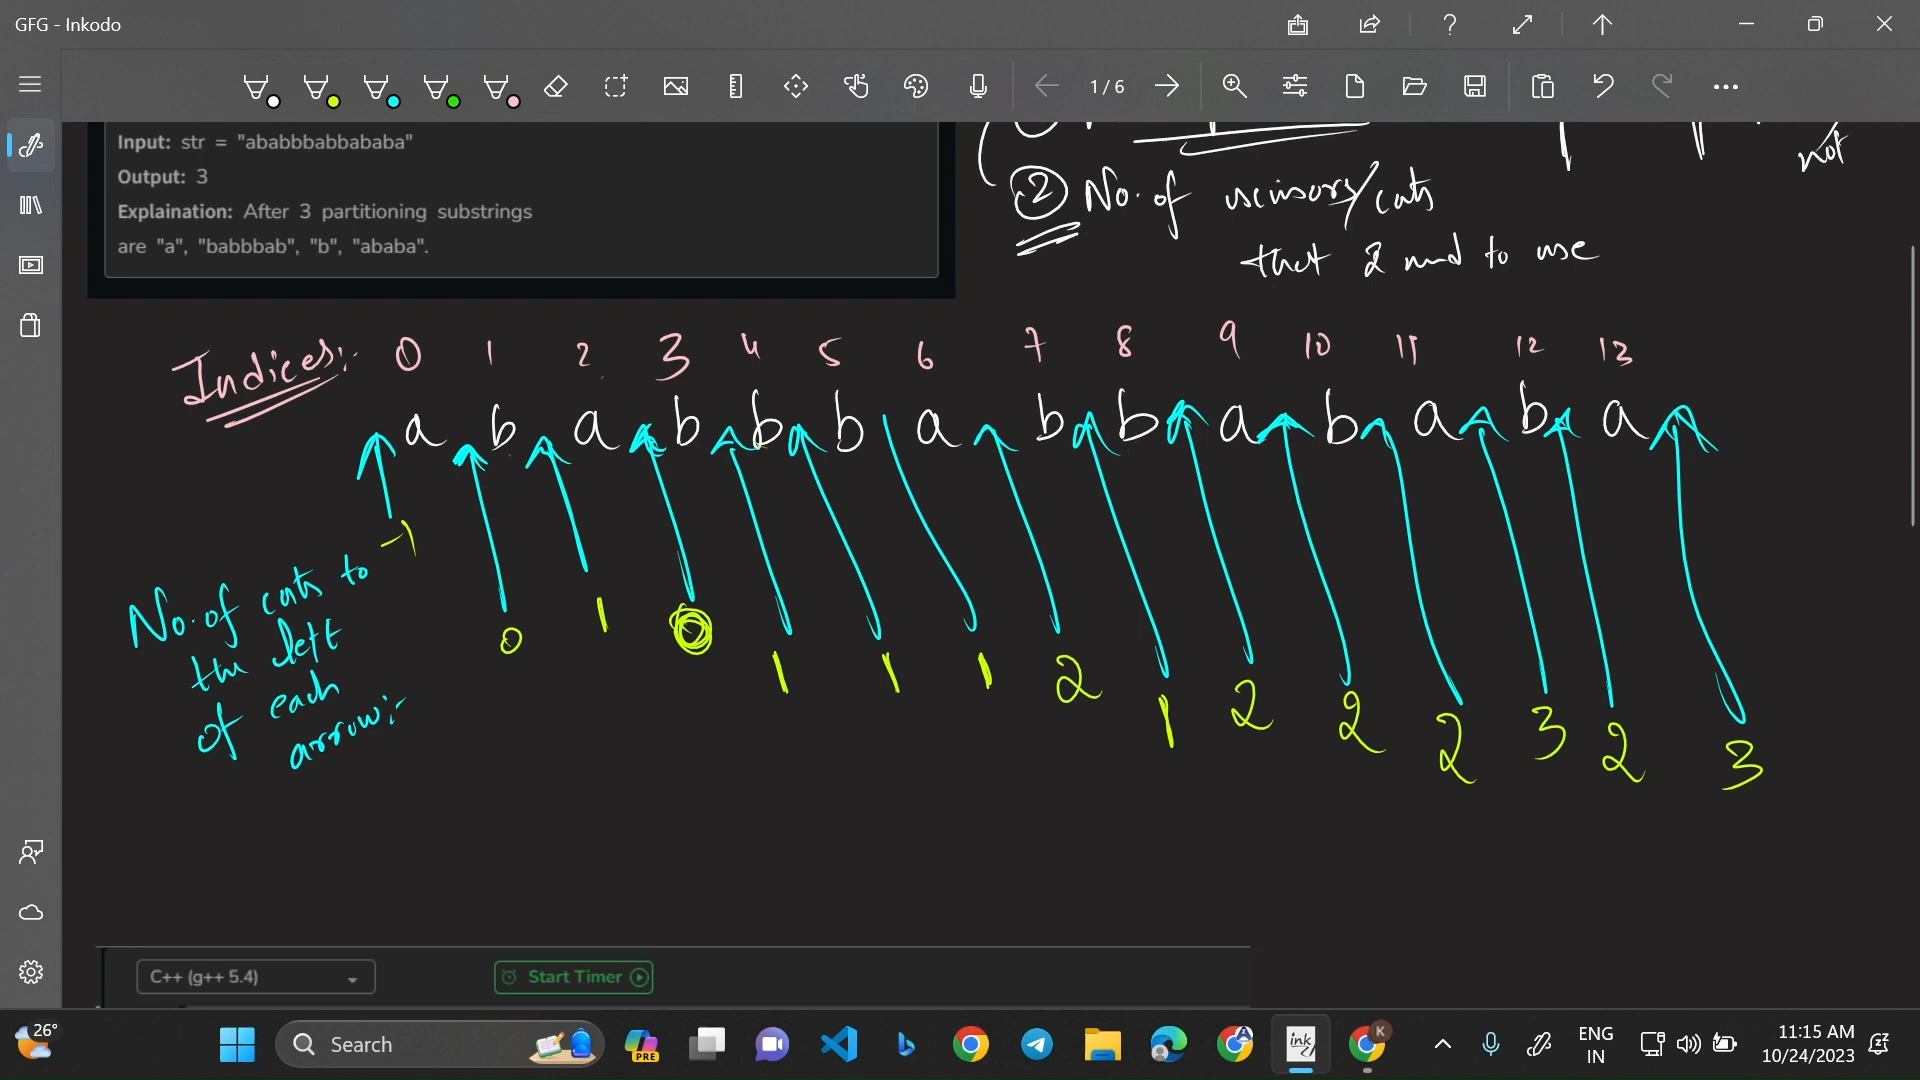 GFG - Inkodo
1 / 6
Input: str = "ababbbabbababa"
Output: 3
Explaination: After 3 partitioning substrings
are "a", "babbbab", "b", "ababa".
not
② No. of scissors/cuts
that I need to use
Indices:- 0 1 2 3 4 5 6 7 8 9 10 11 12 13
a b a b b b a b b a b a b a
-1 0 1 0 1 1 1 2 1 2 2 2 3 2 3
No. of cuts to
the left
of each
arrow:-
C++ (g++ 5.4)
Start Timer
26°
Search
PRE
ink
K
ENG
IN
11:15 AM
10/24/2023